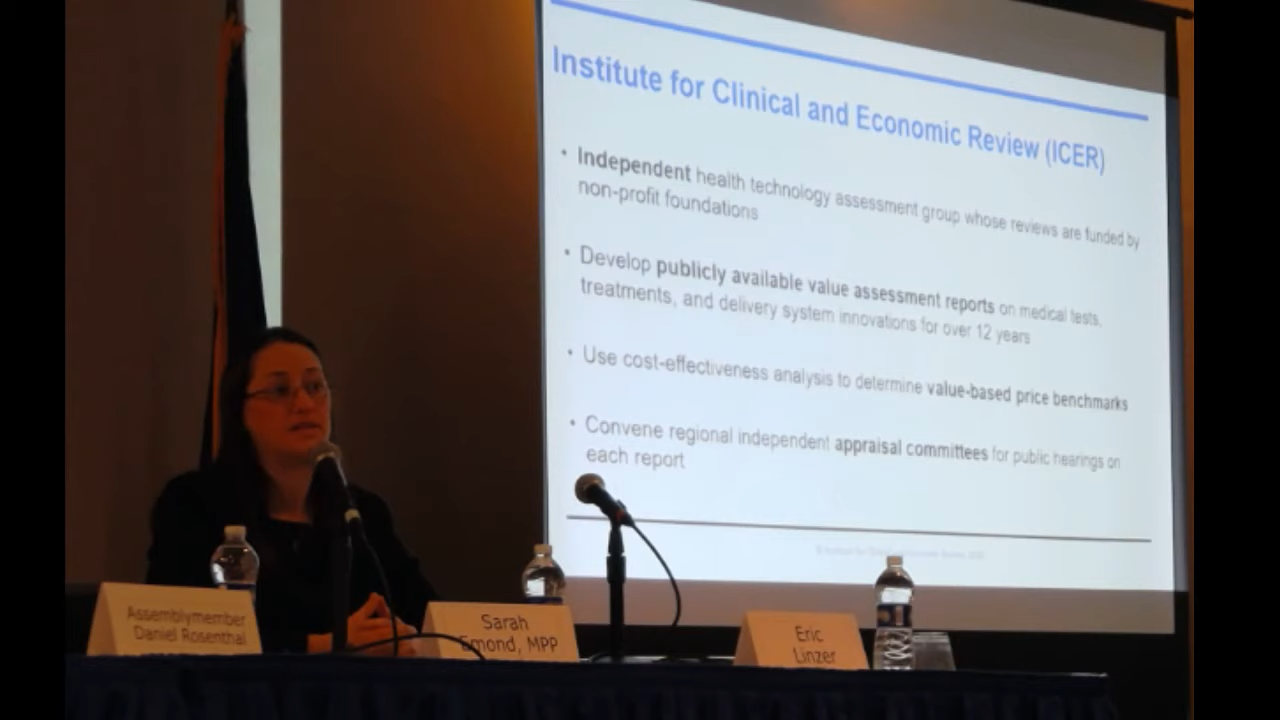 Institute for Clinical and Economic Review (ICER)
• Independent health technology assessment group whose reviews are funded by
non-profit foundations
• Develop publicly available value assessment reports on medical tests,
treatments, and delivery system innovations for over 12 years
• Use cost-effectiveness analysis to determine value-based price benchmarks
• Convene regional independent appraisal committees for public hearings on
each report
Assemblymember
Daniel Rosenthal
Sarah
Emond, MPP
Eric
Linzer